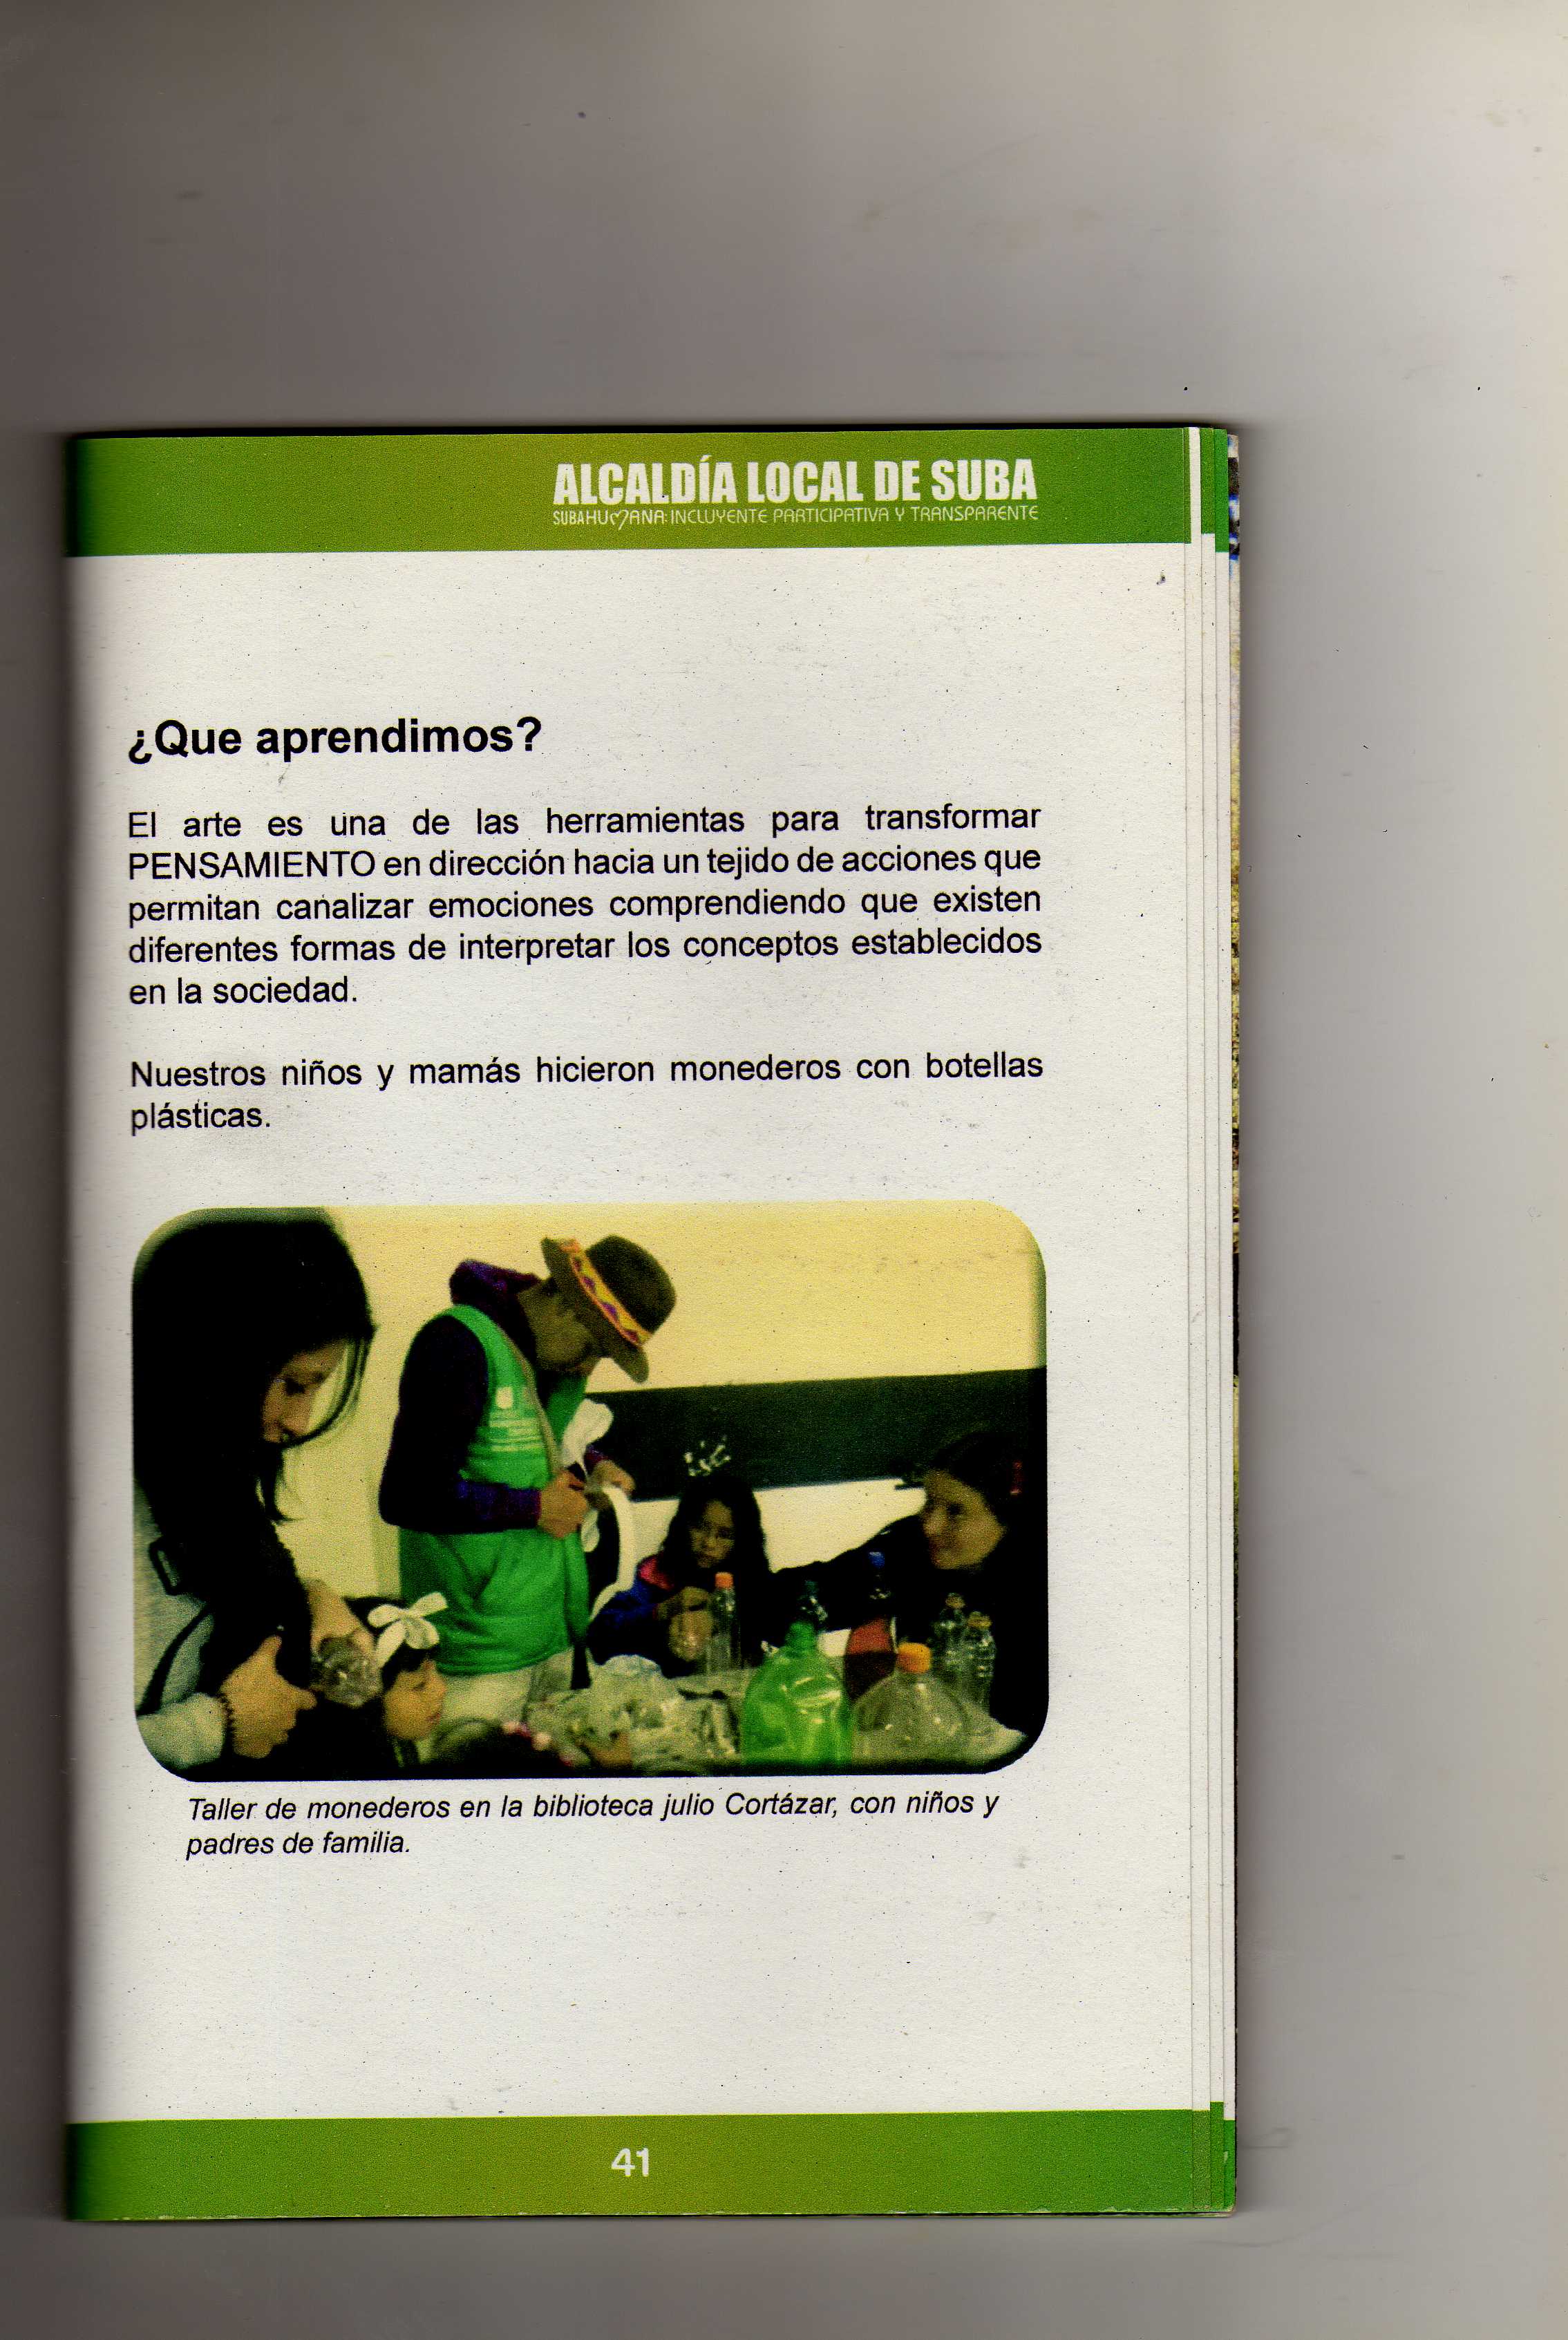 ALCALDÍA LOCAL DE SUBA
SUBAHUMANA: INCLUYENTE PARTICIPATIVA Y TRANSPARENTE
¿Que aprendimos?
El arte es una de las herramientas para transformar
PENSAMIENTO en dirección hacia un tejido de acciones que
permitan canalizar emociones comprendiendo que existen
diferentes formas de interpretar los conceptos establecidos
en la sociedad.
Nuestros niños y mamás hicieron monederos con botellas
plásticas.
Taller de monederos en la biblioteca julio Cortázar, con niños y
padres de familia.
41